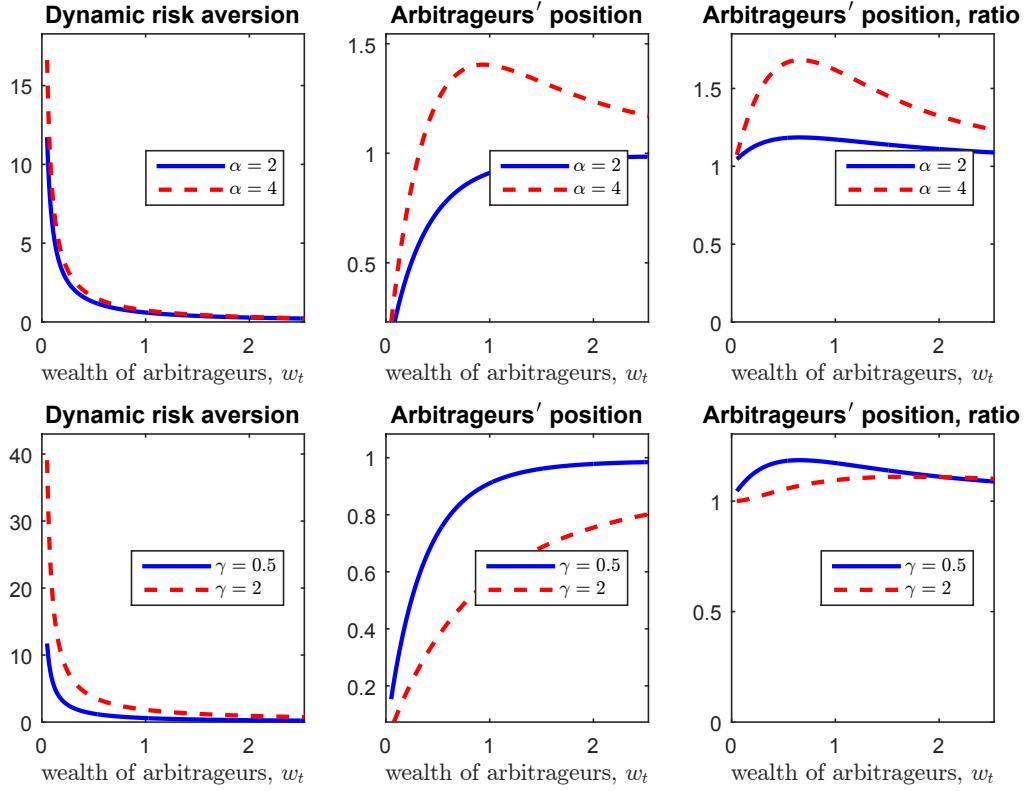 Dynamic risk aversion
15
10
5
0
α = 2
α = 4
0 1 2
wealth of arbitrageurs, w_t
Arbitrageurs′ position
1.5
1
0.5
0 1 2
wealth of arbitrageurs, w_t
Arbitrageurs′ position, ratio
1.5
1
0.5
0
α = 2
α = 4
α = 2
α = 4
0 1 2
wealth of arbitrageurs, w_t
Dynamic risk aversion
40
30
20
10
0
γ = 0.5
γ = 2
0 1 2
wealth of arbitrageurs, w_t
Arbitrageurs′ position
1
0.8
0.6
0.4
0.2
γ = 0.5
γ = 2
0 1 2
wealth of arbitrageurs, w_t
Arbitrageurs′ position, ratio
1
0.5
0
γ = 0.5
γ = 2
0 1 2
wealth of arbitrageurs, w_t